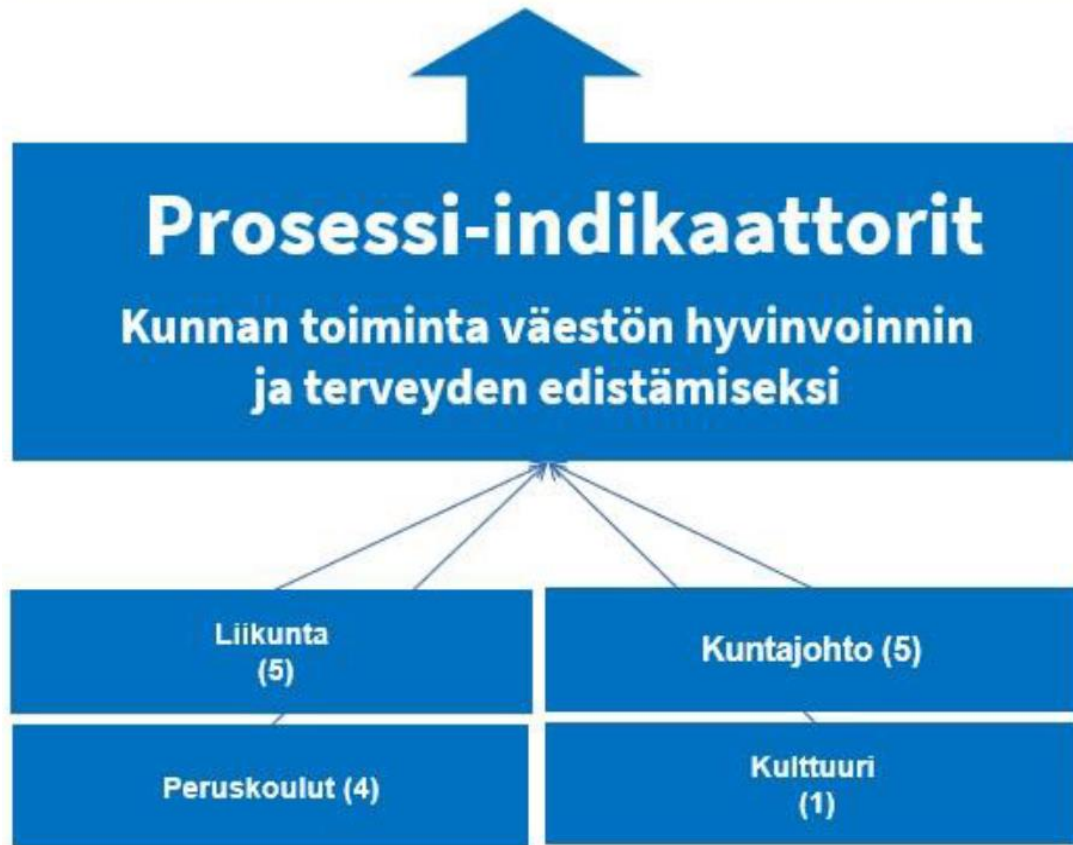 Prosessi-indikaattorit
Kunnan toiminta väestön hyvinvoinnin
ja terveyden edistämiseksi
Liikunta
(5)
Kuntajohto (5)
Peruskoulut (4)
Kulttuuri
(1)